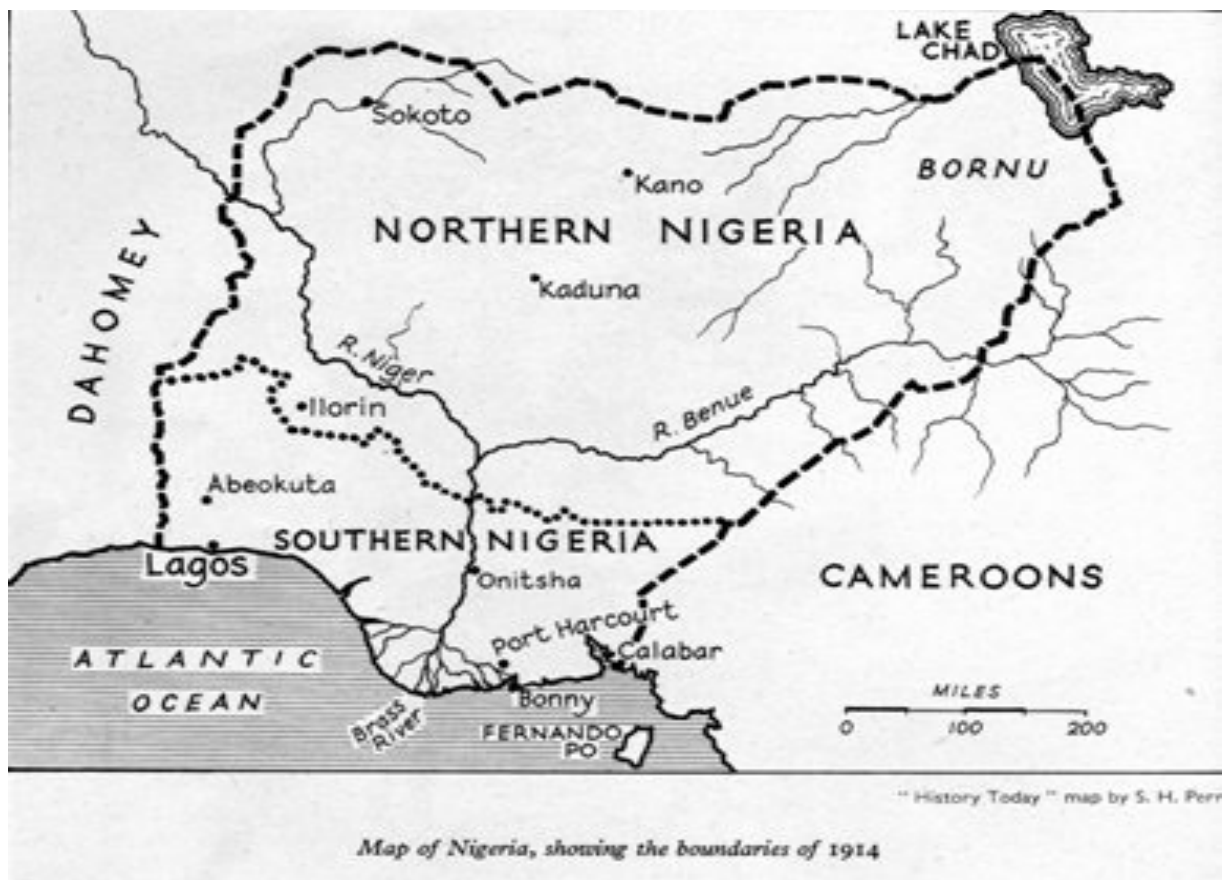 LAKE
CHAD
Sokoto
BORNU
Kano
NORTHERN NIGERIA
DAHOMEY
Kaduna
R. Niger
Ilorin
R. Benue
Abeokuta
SOUTHERN NIGERIA
Lagos
Onitsha
CAMEROONS
Port Harcourt
Calabar
ATLANTIC
OCEAN
Bonny
Brass
River
FERNANDO
PO
MILES
0 100 200
"History Today" map by S. H. Perr
Map of Nigeria, showing the boundaries of 1914